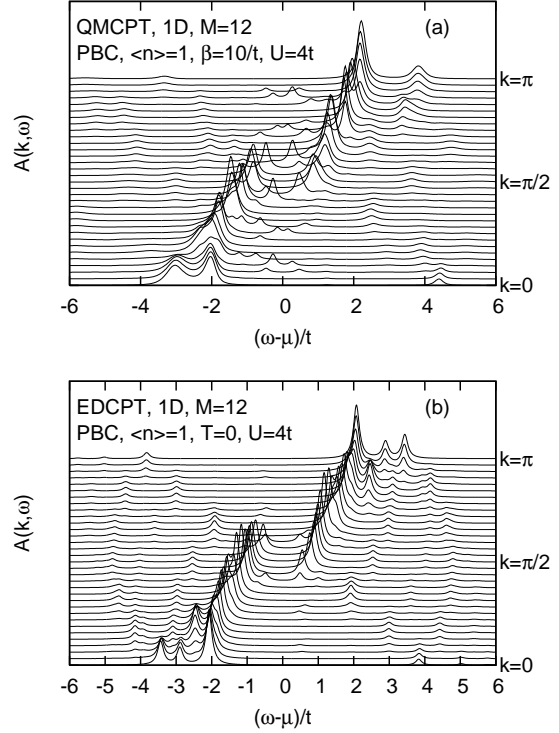 QMCPT, 1D, M=12
(a)
PBC, <n>=1, β=10/t, U=4t
k=π
A(k,ω)
k=π/2
k=0
-6 -4 -2 0 2 4 6
(ω-μ)/t
EDCPT, 1D, M=12
(b)
PBC, <n>=1, T=0, U=4t
k=π
A(k,ω)
k=π/2
k=0
-6 -5 -4 -3 -2 -1 0 1 2 3 4 5 6
(ω-μ)/t